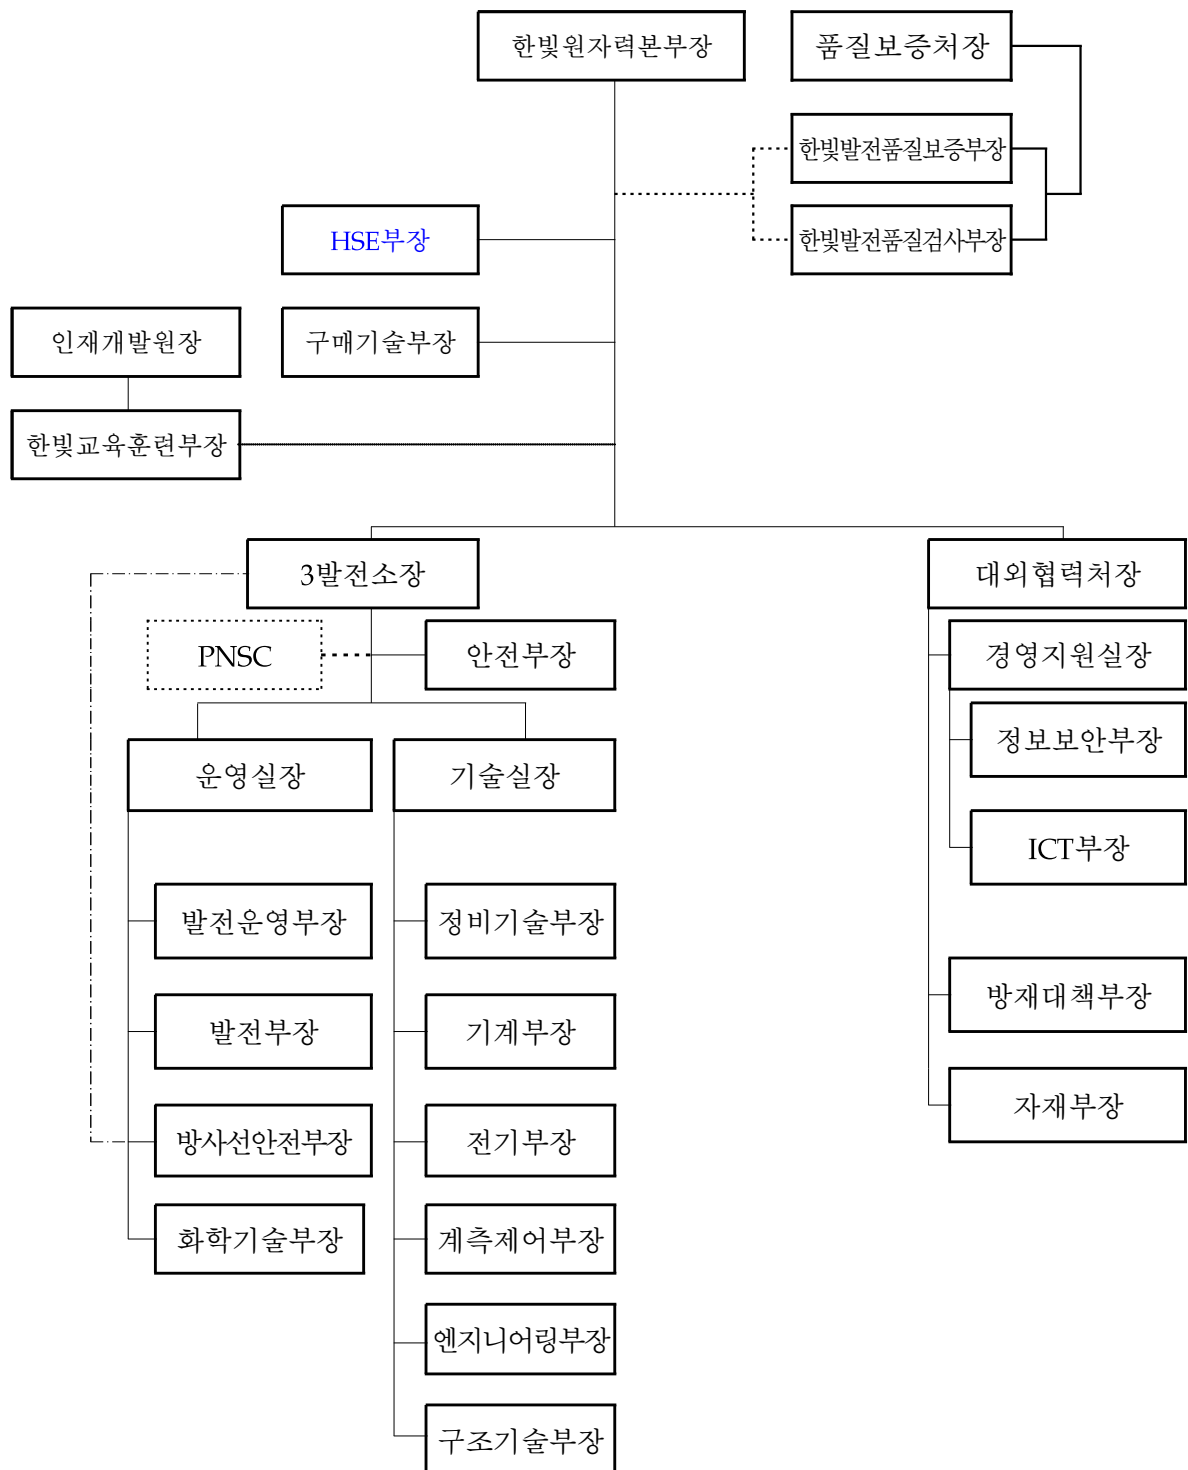 한빛원자력본부장
품질보증처장
한빛발전품질보증부장
한빛발전품질검사부장
HSE부장
인재개발원장
구매기술부장
한빛교육훈련부장
3발전소장
대외협력처장
PNSC
안전부장
경영지원실장
정보보안부장
운영실장
기술실장
ICT부장
발전운영부장
정비기술부장
방재대책부장
발전부장
기계부장
자재부장
방사선안전부장
전기부장
화학기술부장
계측제어부장
엔지니어링부장
구조기술부장